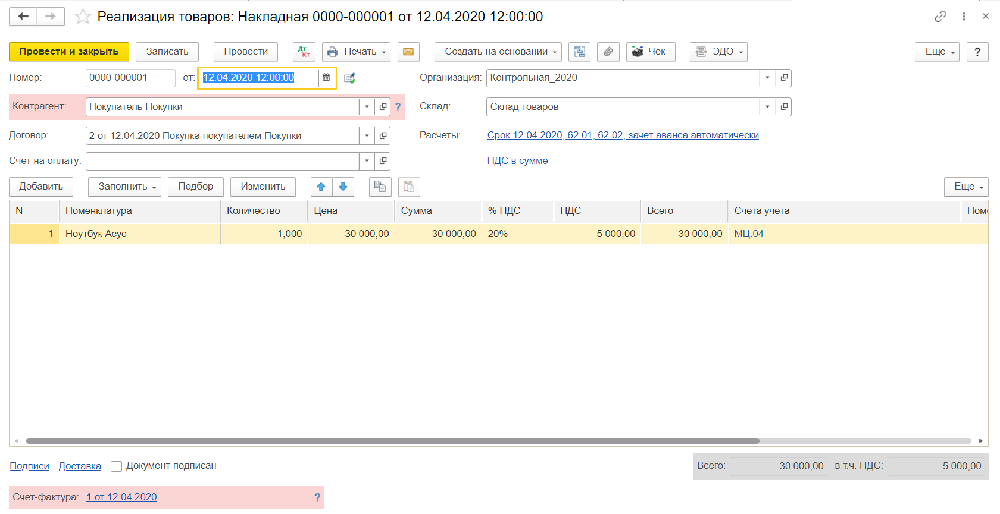 Реализация товаров: Накладная 0000-000001 от 12.04.2020 12:00:00
Провести и закрыть Записать Провести Дт Кт Печать Создать на основании Чек ЭДО Еще ?
Номер: 0000-000001 от: 12.04.2020 12:00:00 Организация: Контрольная_2020
Контрагент: Покупатель Покупки ? Склад: Склад товаров
Договор: 2 от 12.04.2020 Покупка покупателем Покупки Расчеты: Срок 12.04.2020, 62.01, 62.02, зачет аванса автоматически
Счет на оплату: НДС в сумме
Добавить Заполнить Подбор Изменить Еще
N Номенклатура Количество Цена Сумма % НДС НДС Всего Счета учета Номе
1 Ноутбук Асус 1,000 30 000,00 30 000,00 20% 5 000,00 30 000,00 МЦ.04
Подписи Доставка Документ подписан Всего: 30 000,00 в т.ч. НДС: 5 000,00
Счет-фактура: 1 от 12.04.2020 ?